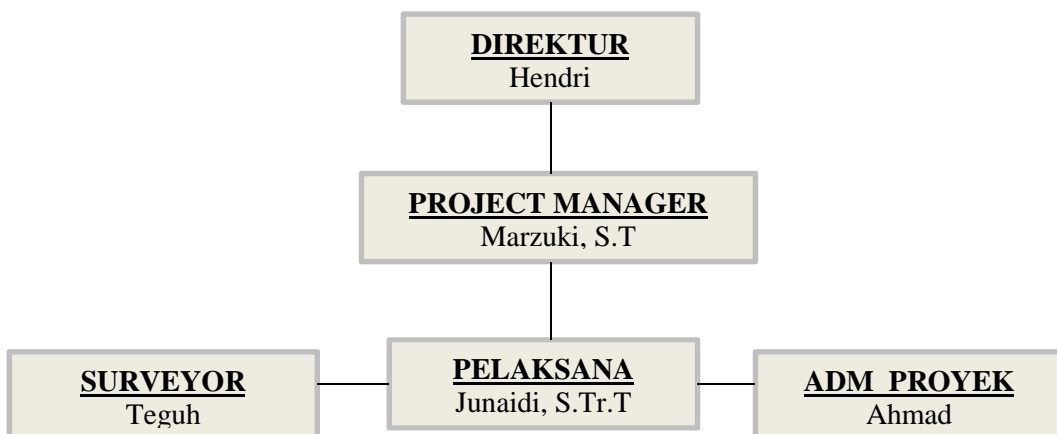 DIREKTUR
Hendri
PROJECT MANAGER
Marzuki, S.T
SURVEYOR
Teguh
PELAKSANA
Junaidi, S.Tr.T
ADM PROYEK
Ahmad